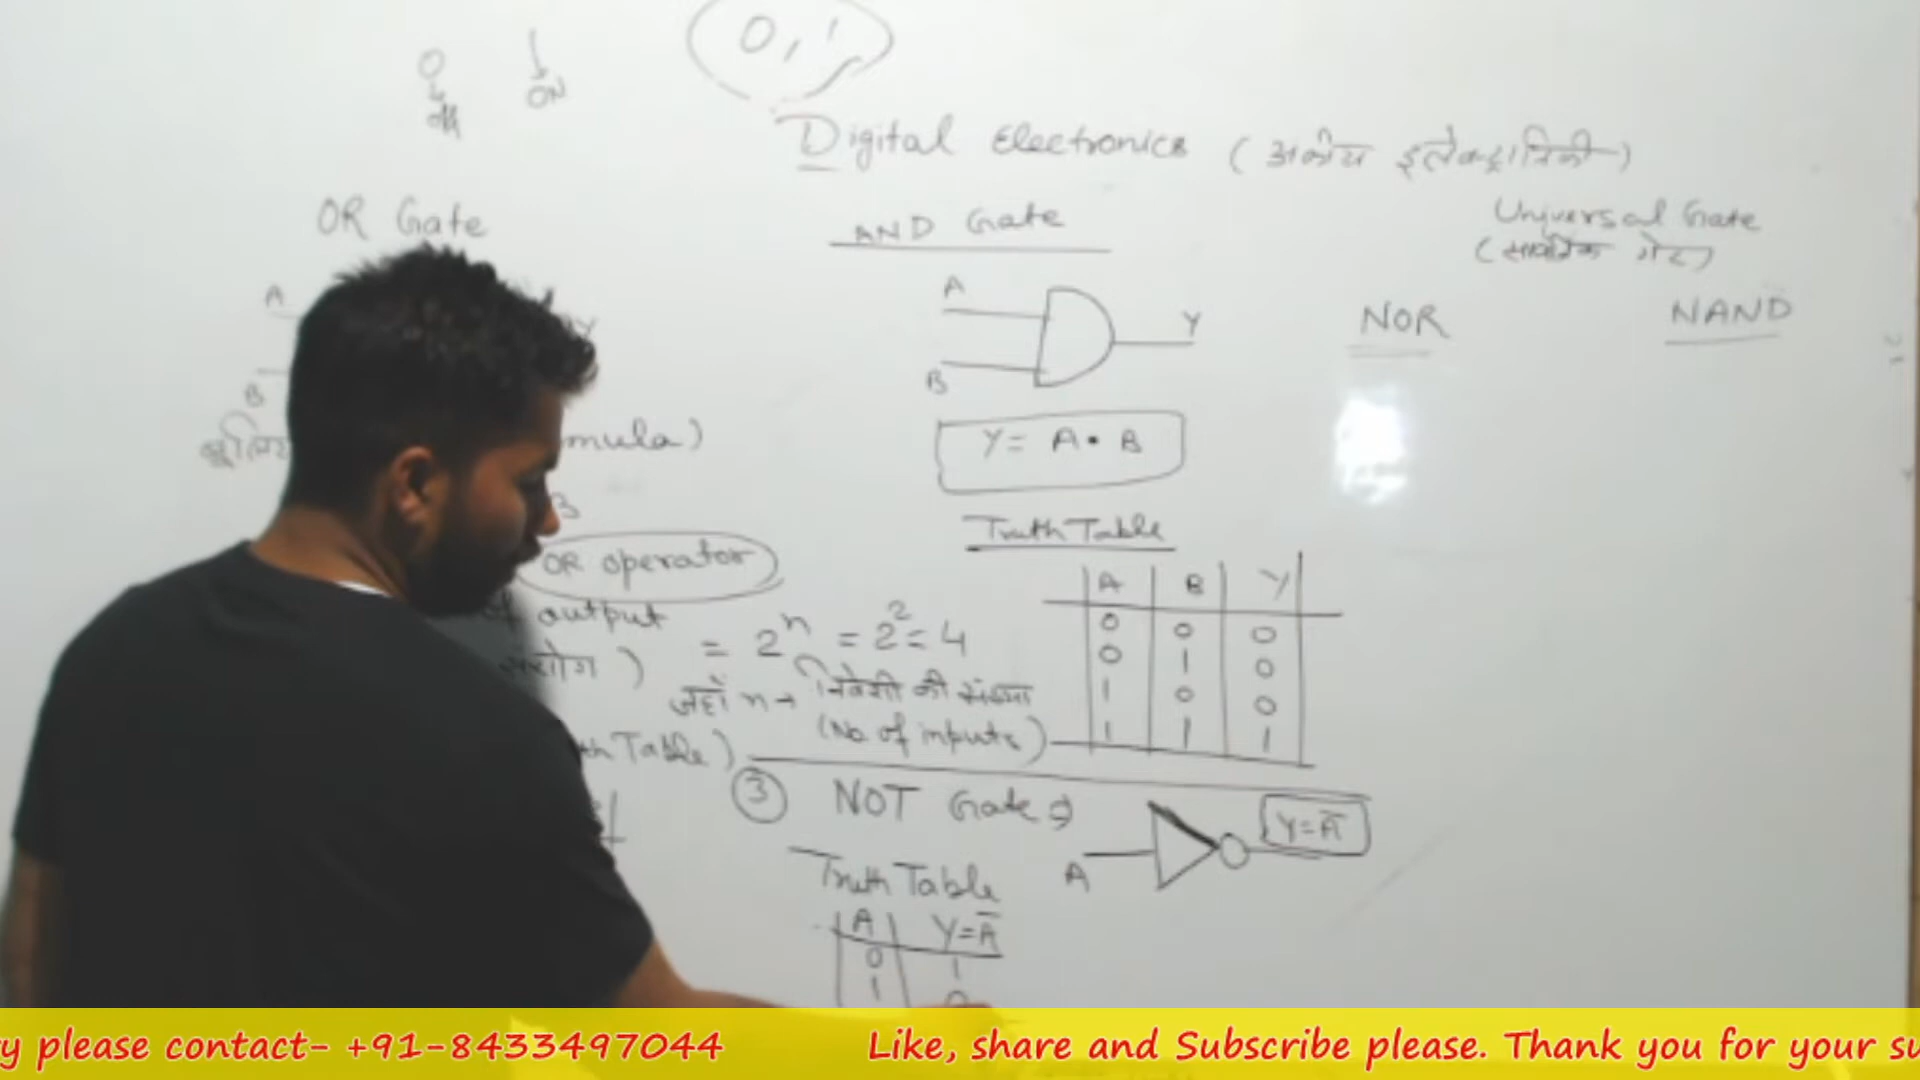 0, 1
0 1
off ON
Digital Electronics (अंकीय इलेक्ट्रानिकी)
OR Gate
A
B
Y
mula)
B
OR operator
of output
= 2ⁿ = 2² = 4
जहाँ n → निवेशी की संख्या
(No. of inputs)
th Table)
AND Gate
A
B
Y
Y = A • B
Truth Table
A B Y
0 0 0
0 1 0
1 0 0
1 1 1
③ NOT Gate ⇒
A
Y = A̅
Truth Table
A Y = A̅
0 1
1 0
Universal Gate
(सार्वत्रिक गेट)
NOR NAND
y please contact- +91-8433497044 Like, share and Subscribe please. Thank you for your su